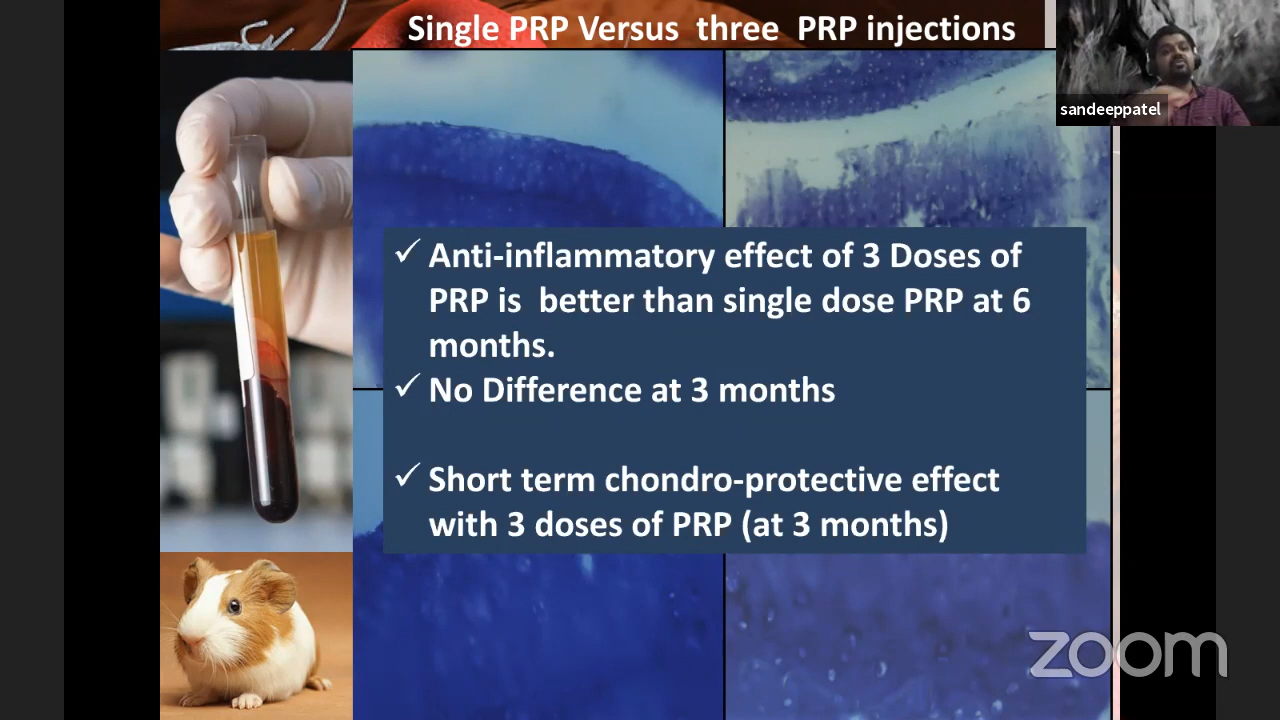 Single PRP Versus three PRP injections
sandeeppatel
✓ Anti-inflammatory effect of 3 Doses of
PRP is better than single dose PRP at 6
months.
✓ No Difference at 3 months
✓ Short term chondro-protective effect
with 3 doses of PRP (at 3 months)
zoom